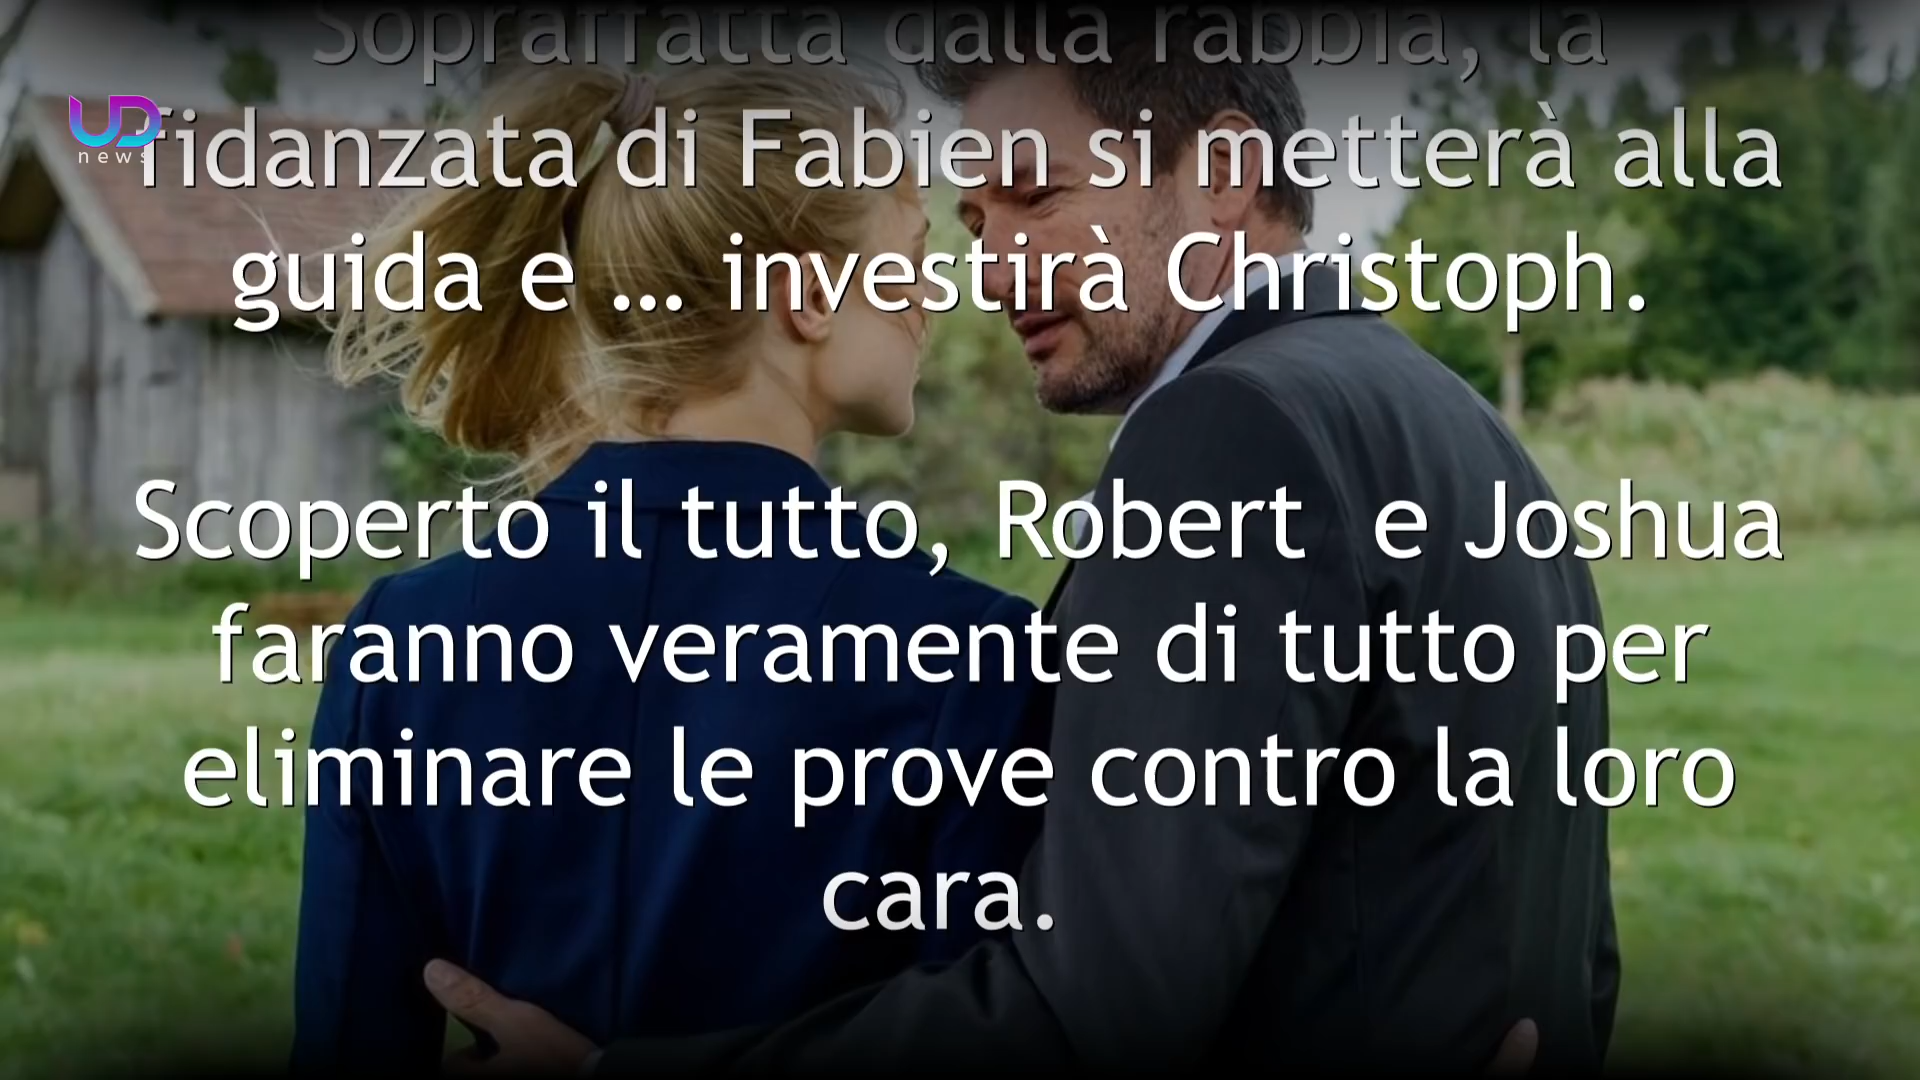 Sopraffatta dalla rabbia, la
UD
news
fidanzata di Fabien si metterà alla
guida e ... investirà Christoph.
Scoperto il tutto, Robert e Joshua
faranno veramente di tutto per
eliminare le prove contro la loro
cara.